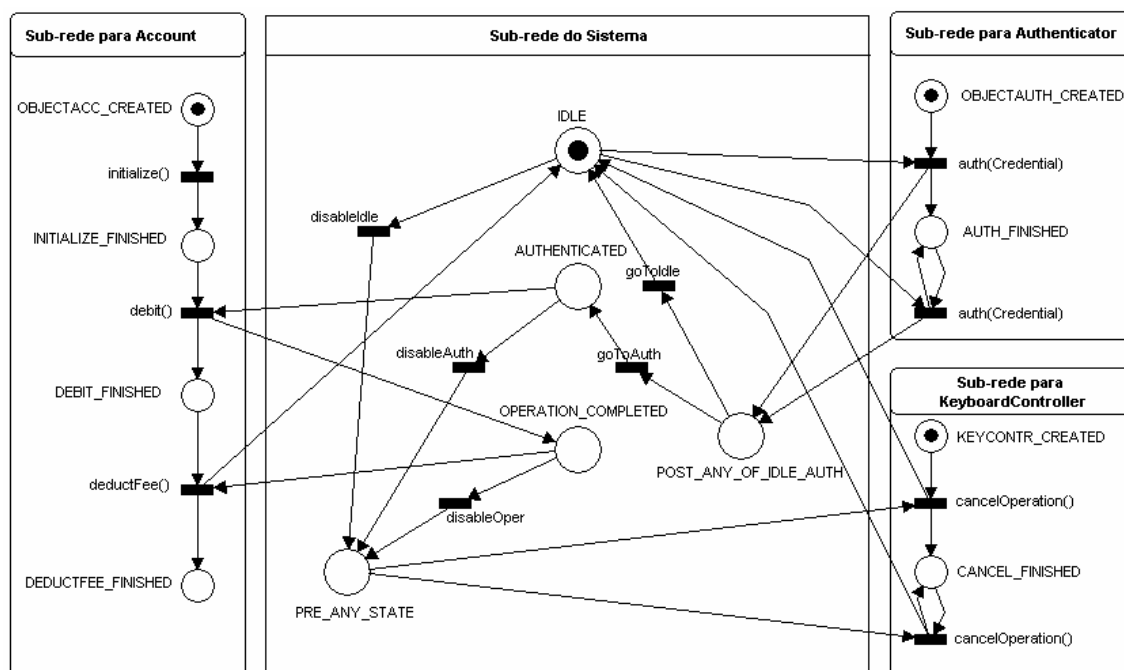 Sub-rede para Account
OBJECTACC_CREATED
initialize()
INITIALIZE_FINISHED
debit()
DEBIT_FINISHED
deductFee()
DEDUCTFEE_FINISHED
Sub-rede do Sistema
IDLE
disableIdle
AUTHENTICATED
goToIdle
disableAuth
goToAuth
OPERATION_COMPLETED
POST_ANY_OF_IDLE_AUTH
disableOper
PRE_ANY_STATE
Sub-rede para Authenticator
OBJECTAUTH_CREATED
auth(Credential)
AUTH_FINISHED
auth(Credential)
Sub-rede para
KeyboardController
KEYCONTR_CREATED
cancelOperation()
CANCEL_FINISHED
cancelOperation()